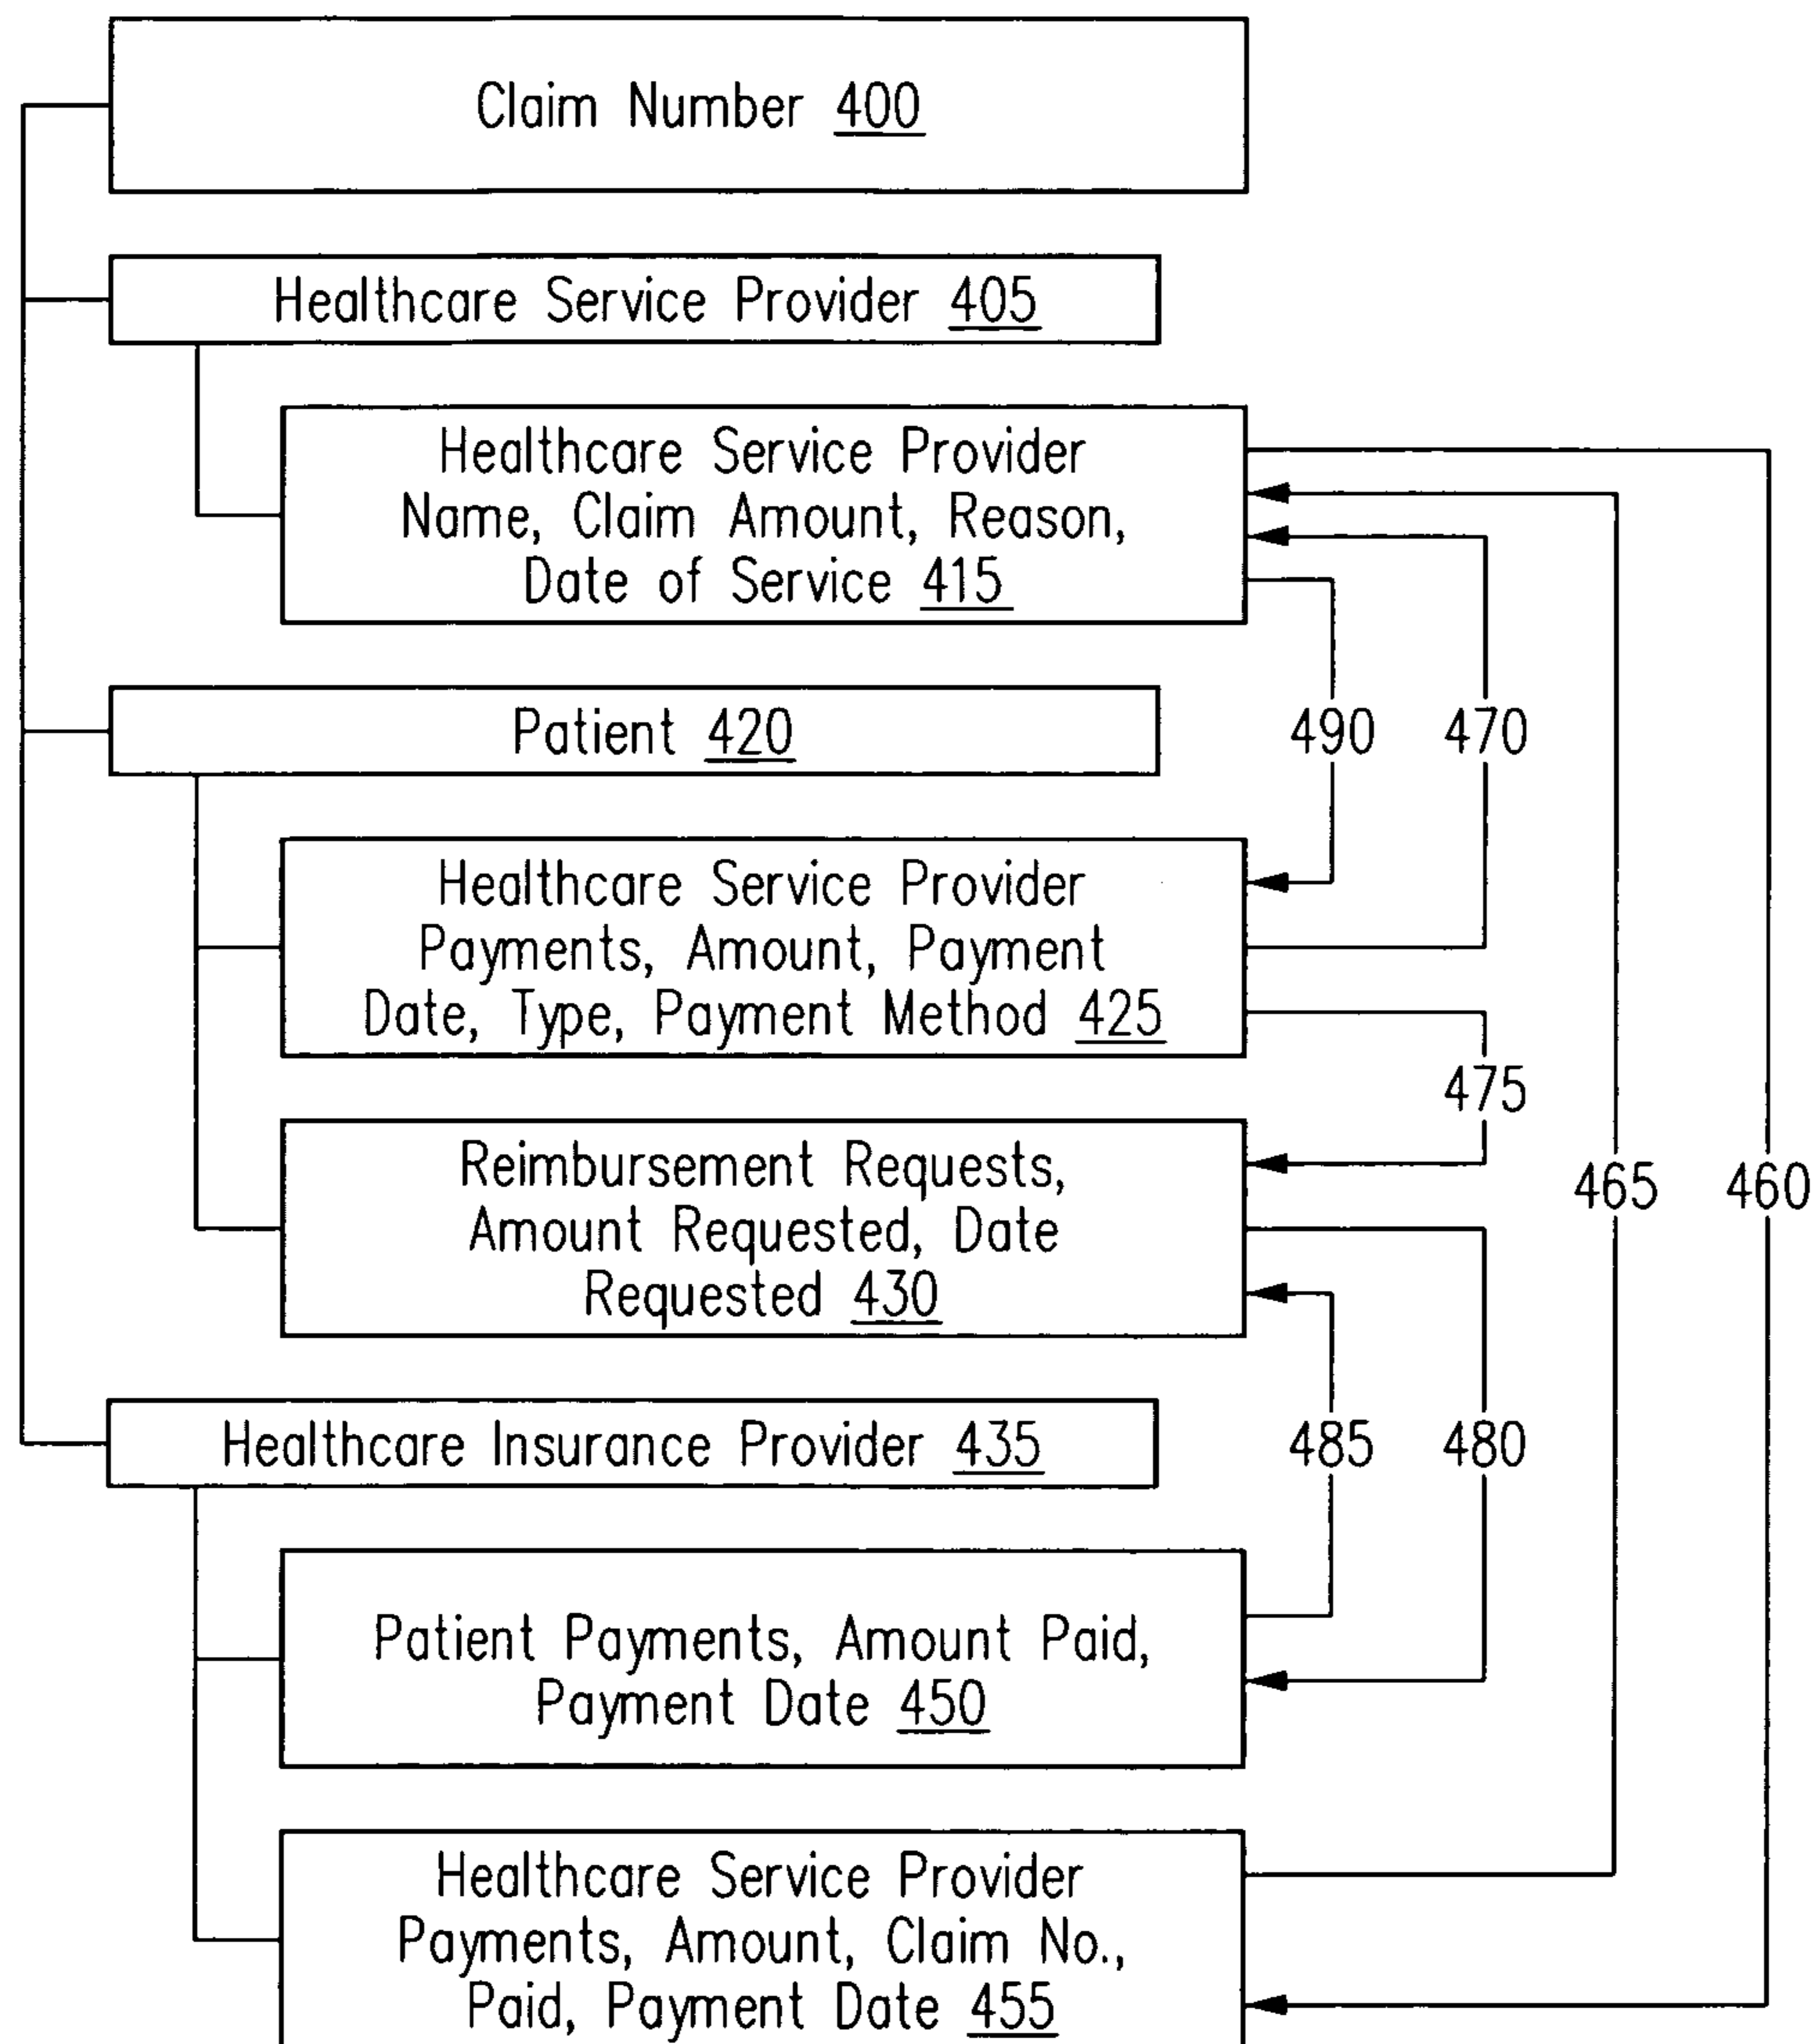 Claim Number 400
Healthcare Service Provider 405
Healthcare Service Provider
Name, Claim Amount, Reason,
Date of Service 415
Patient 420
490
470
Healthcare Service Provider
Payments, Amount, Payment
Date, Type, Payment Method 425
475
Reimbursement Requests,
Amount Requested, Date
Requested 430
465
460
Healthcare Insurance Provider 435
485
480
Patient Payments, Amount Paid,
Payment Date 450
Healthcare Service Provider
Payments, Amount, Claim No.,
Paid, Payment Date 455